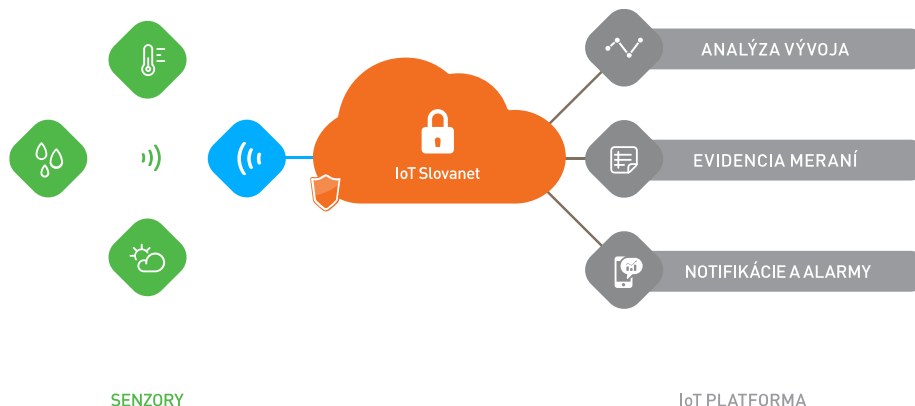 ANALÝZA VÝVOJA
EVIDENCIA MERANÍ
IoT Slovanet
NOTIFIKÁCIE A ALARMY
SENZORY
IoT PLATFORMA